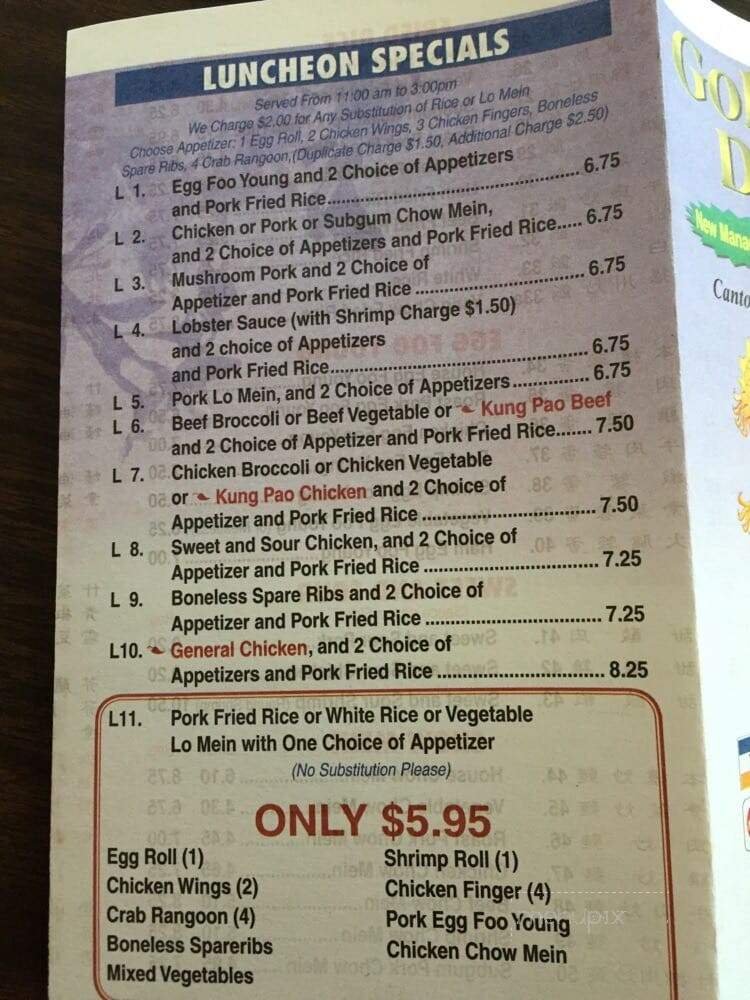 LUNCHEON SPECIALS
Served From 11:00 am to 3:00pm
We Charge $2.00 for Any Substitution of Rice or Lo Mein
Choose Appetizer: 1 Egg Roll, 2 Chicken Wings, 3 Chicken Fingers, Boneless
Spare Ribs, 4 Crab Rangoon,(Duplicate Charge $1.50, Additional Charge $2.50)
L 1. Egg Foo Young and 2 Choice of Appetizers
and Pork Fried Rice........................................ 6.75
L 2. Chicken or Pork or Subgum Chow Mein,
and 2 Choice of Appetizers and Pork Fried Rice..... 6.75
L 3. Mushroom Pork and 2 Choice of
Appetizer and Pork Fried Rice ............................ 6.75
L 4. Lobster Sauce (with Shrimp Charge $1.50)
and 2 choice of Appetizers
and Pork Fried Rice........................................ 6.75
L 5. Pork Lo Mein, and 2 Choice of Appetizers.............. 6.75
L 6. Beef Broccoli or Beef Vegetable or Kung Pao Beef
and 2 Choice of Appetizer and Pork Fried Rice....... 7.50
L 7. Chicken Broccoli or Chicken Vegetable
or Kung Pao Chicken and 2 Choice of
Appetizer and Pork Fried Rice ............................ 7.50
L 8. Sweet and Sour Chicken, and 2 Choice of
Appetizer and Pork Fried Rice ............................ 7.25
L 9. Boneless Spare Ribs and 2 Choice of
Appetizer and Pork Fried Rice ............................ 7.25
L10. General Chicken, and 2 Choice of
Appetizers and Pork Fried Rice ........................... 8.25
L11. Pork Fried Rice or White Rice or Vegetable
Lo Mein with One Choice of Appetizer
(No Substitution Please)
ONLY $5.95
Egg Roll (1)
Chicken Wings (2)
Crab Rangoon (4)
Boneless Spareribs
Mixed Vegetables
Shrimp Roll (1)
Chicken Finger (4)
Pork Egg Foo Young
Chicken Chow Mein
New Mana
Canto